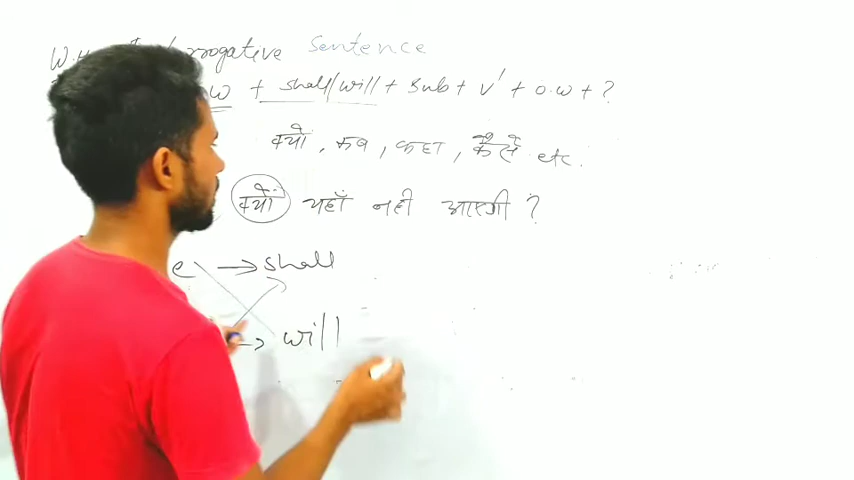 W.H Interrogative Sentence
W + shall/will + Sub + V' + O.W + ?
क्यो , कब , कहा , कैसे etc.
क्यो यहाँ नही आएगी ?
e → shall
→ will